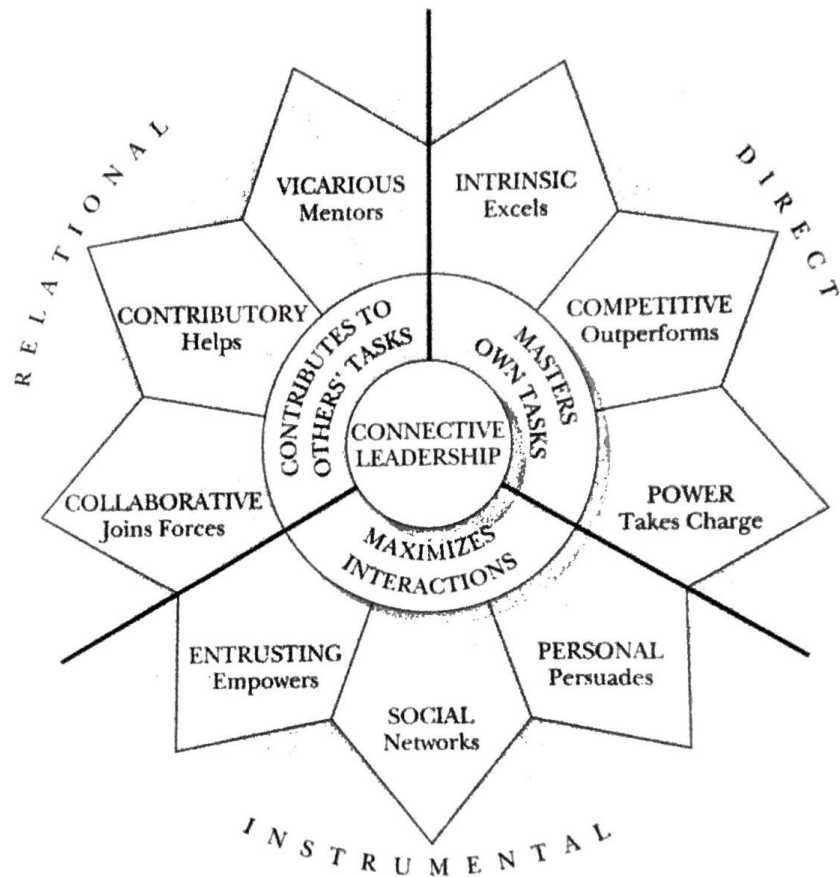 RELATIONAL
DIRECT
VICARIOUS
Mentors
INTRINSIC
Excels
CONTRIBUTORY
Helps
COMPETITIVE
Outperforms
CONTRIBUTES TO
OTHERS' TASKS
MASTERS
OWN TASKS
CONNECTIVE
LEADERSHIP
COLLABORATIVE
Joins Forces
POWER
Takes Charge
MAXIMIZES
INTERACTIONS
ENTRUSTING
Empowers
PERSONAL
Persuades
SOCIAL
Networks
INSTRUMENTAL